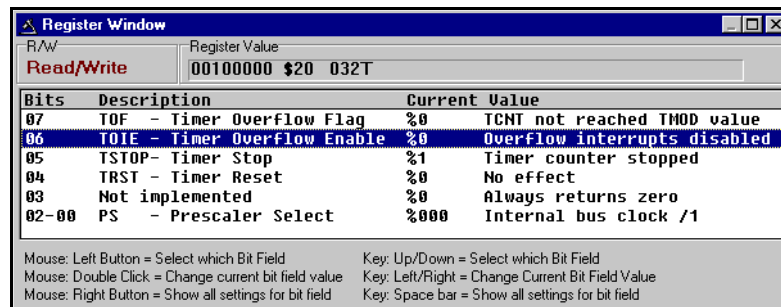 Register Window
R/W
Register Value
Read/Write
00100000 $20 032T
Bits Description Current Value
07 TOF - Timer Overflow Flag %0 TCNT not reached TMOD value
06 TOIE - Timer Overflow Enable %0 Overflow interrupts disabled
05 TSTOP- Timer Stop %1 Timer counter stopped
04 TRST - Timer Reset %0 No effect
03 Not implemented %0 Always returns zero
02-00 PS - Prescaler Select %000 Internal bus clock /1
Mouse: Left Button = Select which Bit Field Key: Up/Down = Select which Bit Field
Mouse: Double Click = Change current bit field value Key: Left/Right = Change Current Bit Field Value
Mouse: Right Button = Show all settings for bit field Key: Space bar = Show all settings for bit field